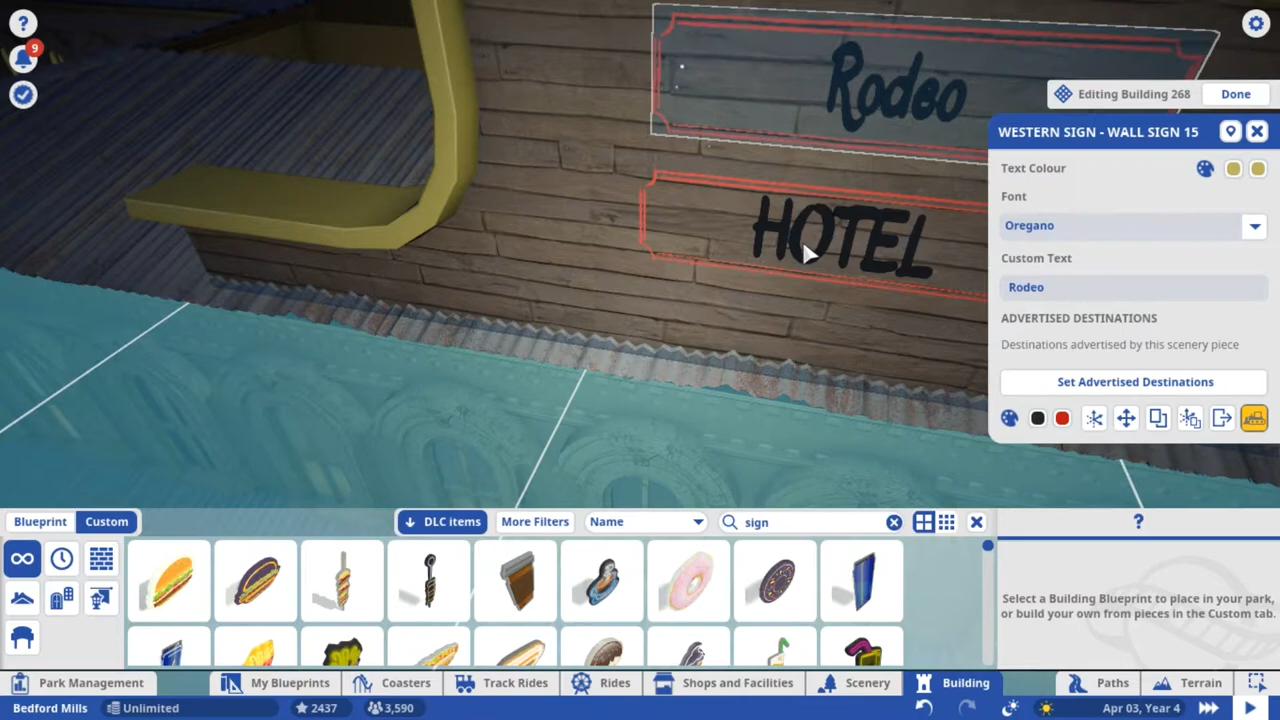 ?
9
Rodeo
HOTEL
Editing Building 268
Done
WESTERN SIGN - WALL SIGN 15
Text Colour
Font
Oregano
Custom Text
Rodeo
ADVERTISED DESTINATIONS
Destinations advertised by this scenery piece
Set Advertised Destinations
Blueprint
Custom
DLC items
More Filters
Name
sign
?
Select a Building Blueprint to place in your park,
or build your own from pieces in the Custom tab.
Park Management
My Blueprints
Coasters
Track Rides
Rides
Shops and Facilities
Scenery
Building
Paths
Terrain
Bedford Mills
Unlimited
2437
3,590
Apr 03, Year 4